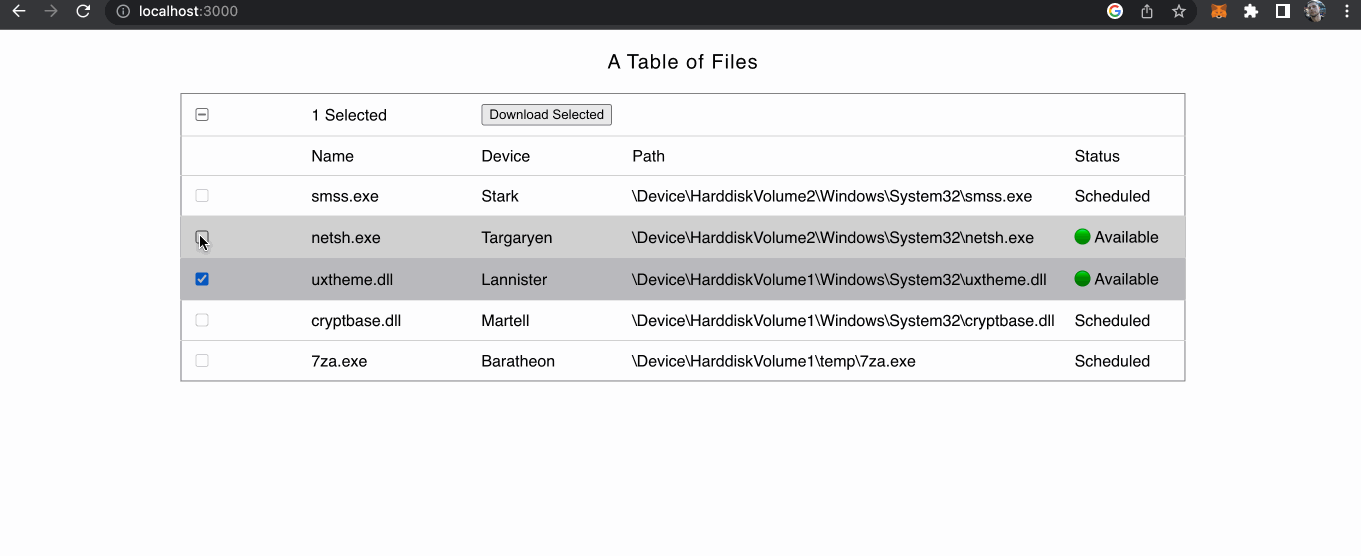 localhost:3000
A Table of Files
1 Selected Download Selected
Name Device Path Status
smss.exe Stark \Device\HarddiskVolume2\Windows\System32\smss.exe Scheduled
netsh.exe Targaryen \Device\HarddiskVolume2\Windows\System32\netsh.exe Available
uxtheme.dll Lannister \Device\HarddiskVolume1\Windows\System32\uxtheme.dll Available
cryptbase.dll Martell \Device\HarddiskVolume1\Windows\System32\cryptbase.dll Scheduled
7za.exe Baratheon \Device\HarddiskVolume1\temp\7za.exe Scheduled